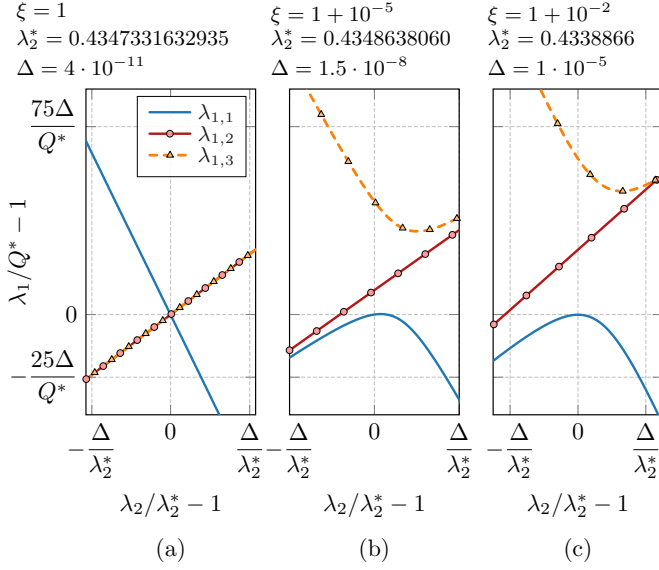 ξ = 1
λ₂* = 0.4347331632935
Δ = 4 · 10⁻¹¹
ξ = 1 + 10⁻⁵
λ₂* = 0.4348638060
Δ = 1.5 · 10⁻⁸
ξ = 1 + 10⁻²
λ₂* = 0.4338866
Δ = 1 · 10⁻⁵
λ₁,₁
λ₁,₂
λ₁,₃
75Δ/Q*
0
−25Δ/Q*
λ₁/Q* − 1
−Δ/λ₂* 0 Δ/λ₂*
−Δ/λ₂* 0 Δ/λ₂*
−Δ/λ₂* 0 Δ/λ₂*
λ₂/λ₂* − 1
λ₂/λ₂* − 1
λ₂/λ₂* − 1
(a)
(b)
(c)